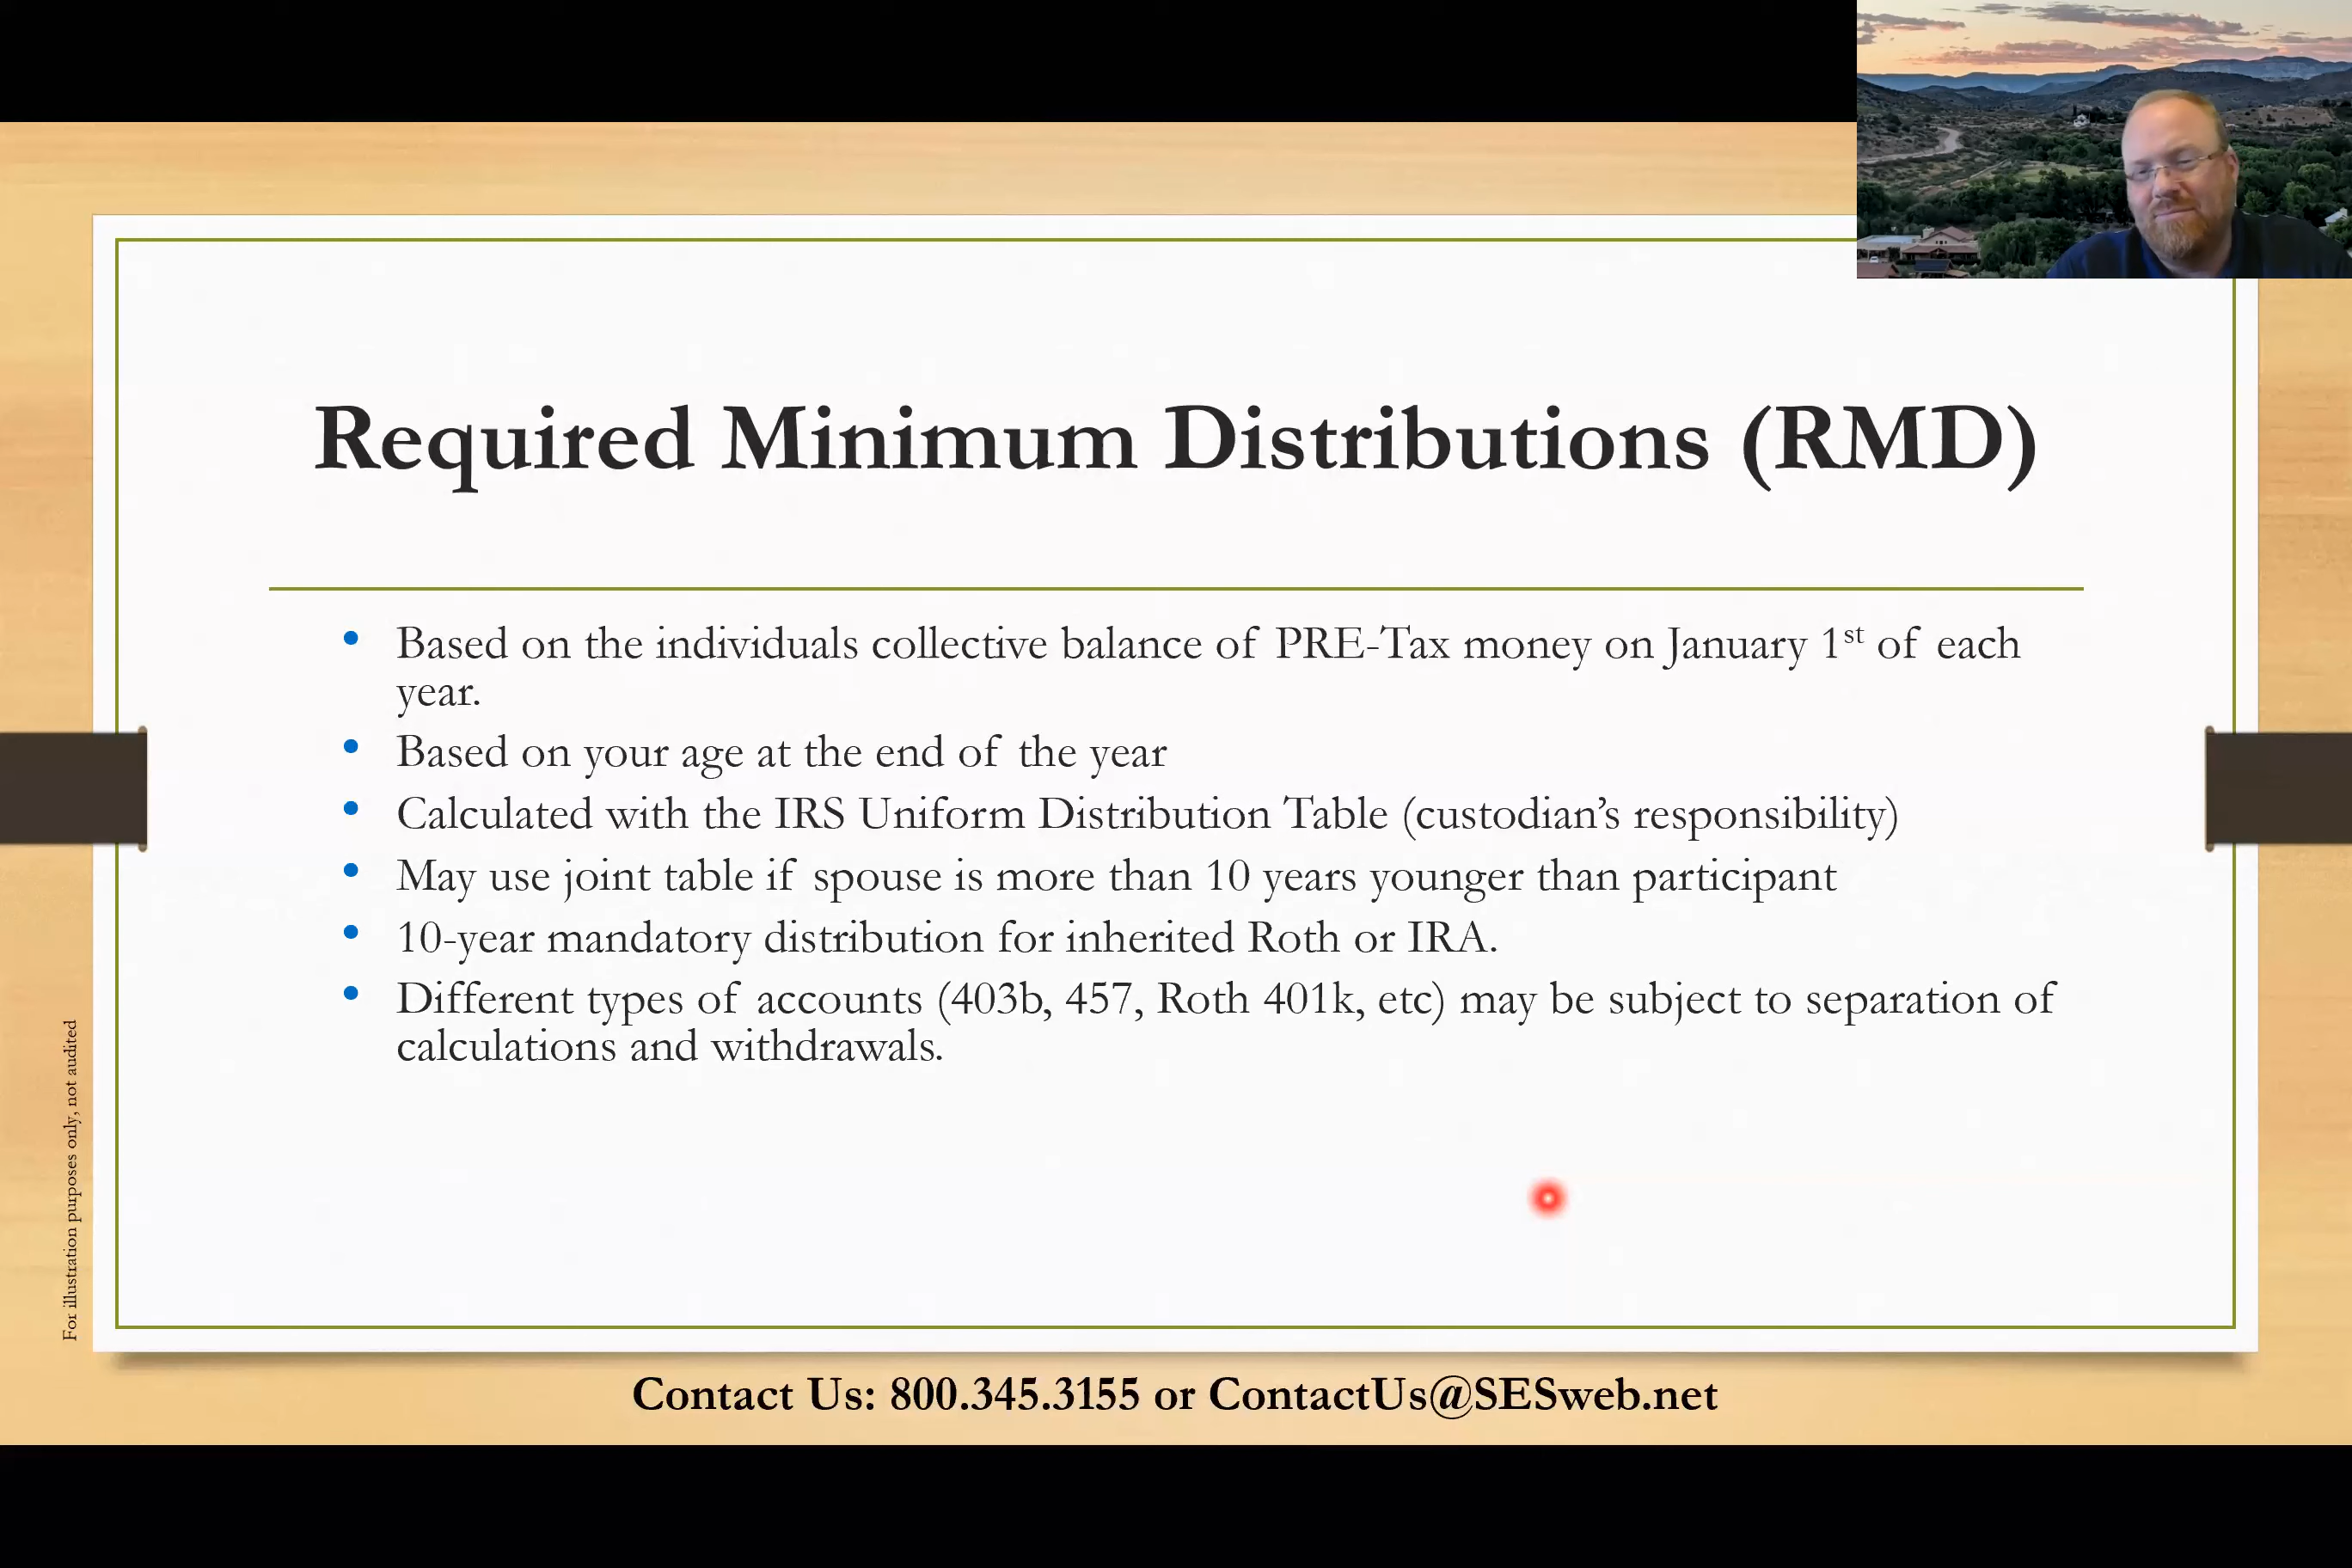 Required Minimum Distributions (RMD)
Based on the individuals collective balance of PRE-Tax money on January 1st of each
year.
Based on your age at the end of the year
Calculated with the IRS Uniform Distribution Table (custodian’s responsibility)
May use joint table if spouse is more than 10 years younger than participant
10-year mandatory distribution for inherited Roth or IRA.
Different types of accounts (403b, 457, Roth 401k, etc) may be subject to separation of
calculations and withdrawals.
For illustration purposes only, not audited
Contact Us: 800.345.3155 or ContactUs@SESweb.net